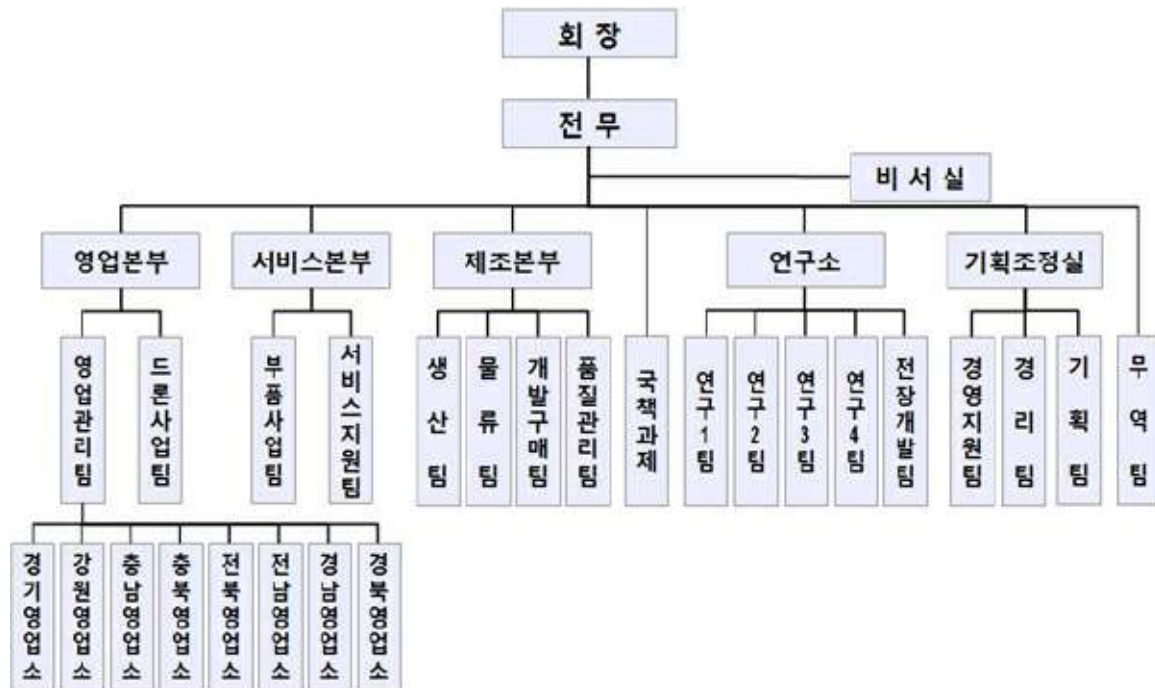 회 장
전 무
비 서 실
영업본부
서비스본부
제조본부
연구소
기획조정실
영업관리팀
드론사업팀
부품사업팀
서비스지원팀
생산팀
물류팀
개발구매팀
품질관리팀
국책과제
연구1팀
연구2팀
연구3팀
연구4팀
전장개발팀
경영지원팀
경리팀
기획팀
무역팀
경기영업소
강원영업소
충남영업소
충북영업소
전북영업소
전남영업소
경남영업소
경북영업소